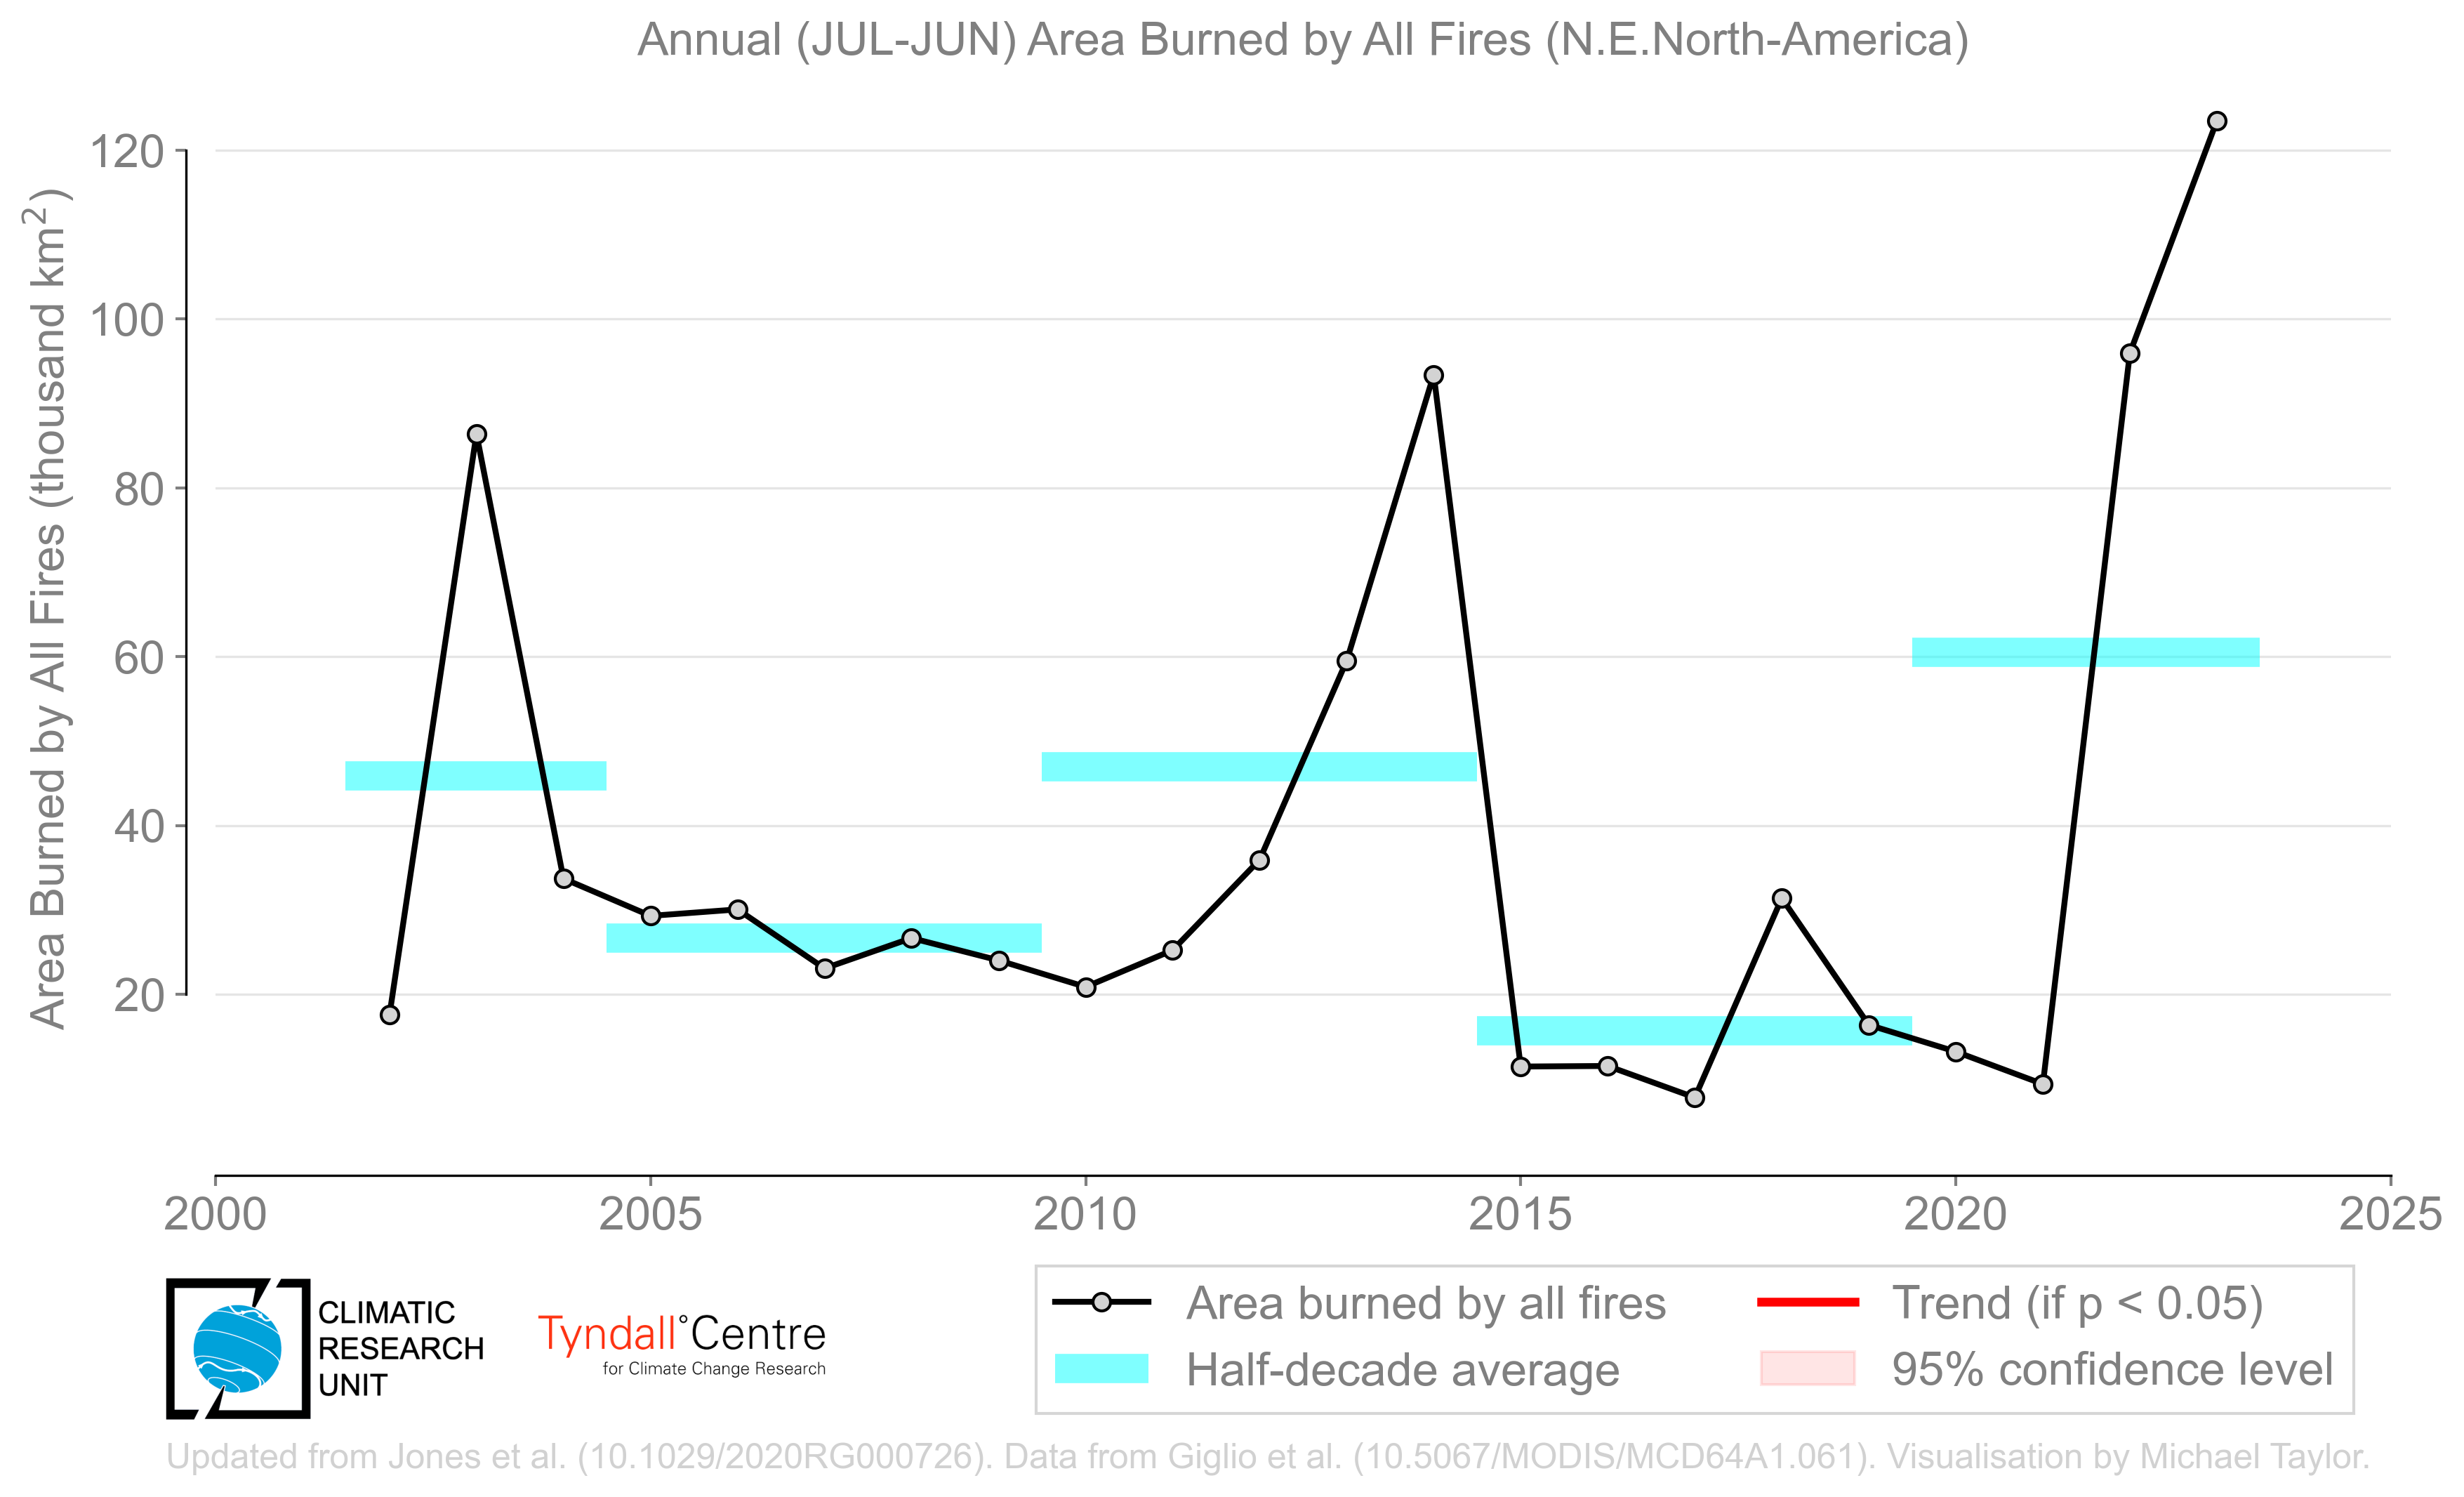 Annual (JUL-JUN) Area Burned by All Fires (N.E.North-America)
Area Burned by All Fires (thousand km²)
120
100
80
60
40
20
2000 2005 2010 2015 2020 2025
Area burned by all fires
Half-decade average
Trend (if p < 0.05)
95% confidence level
CLIMATIC
RESEARCH
UNIT
Tyndall°Centre
for Climate Change Research
Updated from Jones et al. (10.1029/2020RG000726). Data from Giglio et al. (10.5067/MODIS/MCD64A1.061). Visualisation by Michael Taylor.